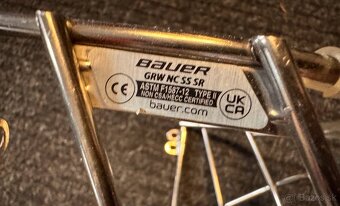 BAUER
GRW NC SS SR
CE
ASTM F1587-12 TYPE II
NON CSA/HECC CERTIFIED
UK
CA
bauer.com